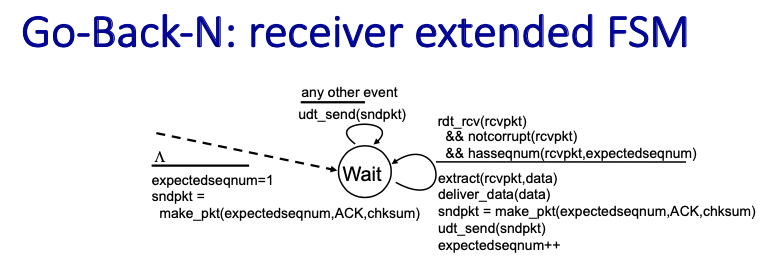 Go-Back-N: receiver extended FSM
any other event
udt_send(sndpkt)
rdt_rcv(rcvpkt)
&& notcorrupt(rcvpkt)
&& hasseqnum(rcvpkt,expectedseqnum)
Λ
Wait
expectedseqnum=1
sndpkt =
make_pkt(expectedseqnum,ACK,chksum)
extract(rcvpkt,data)
deliver_data(data)
sndpkt = make_pkt(expectedseqnum,ACK,chksum)
udt_send(sndpkt)
expectedseqnum++